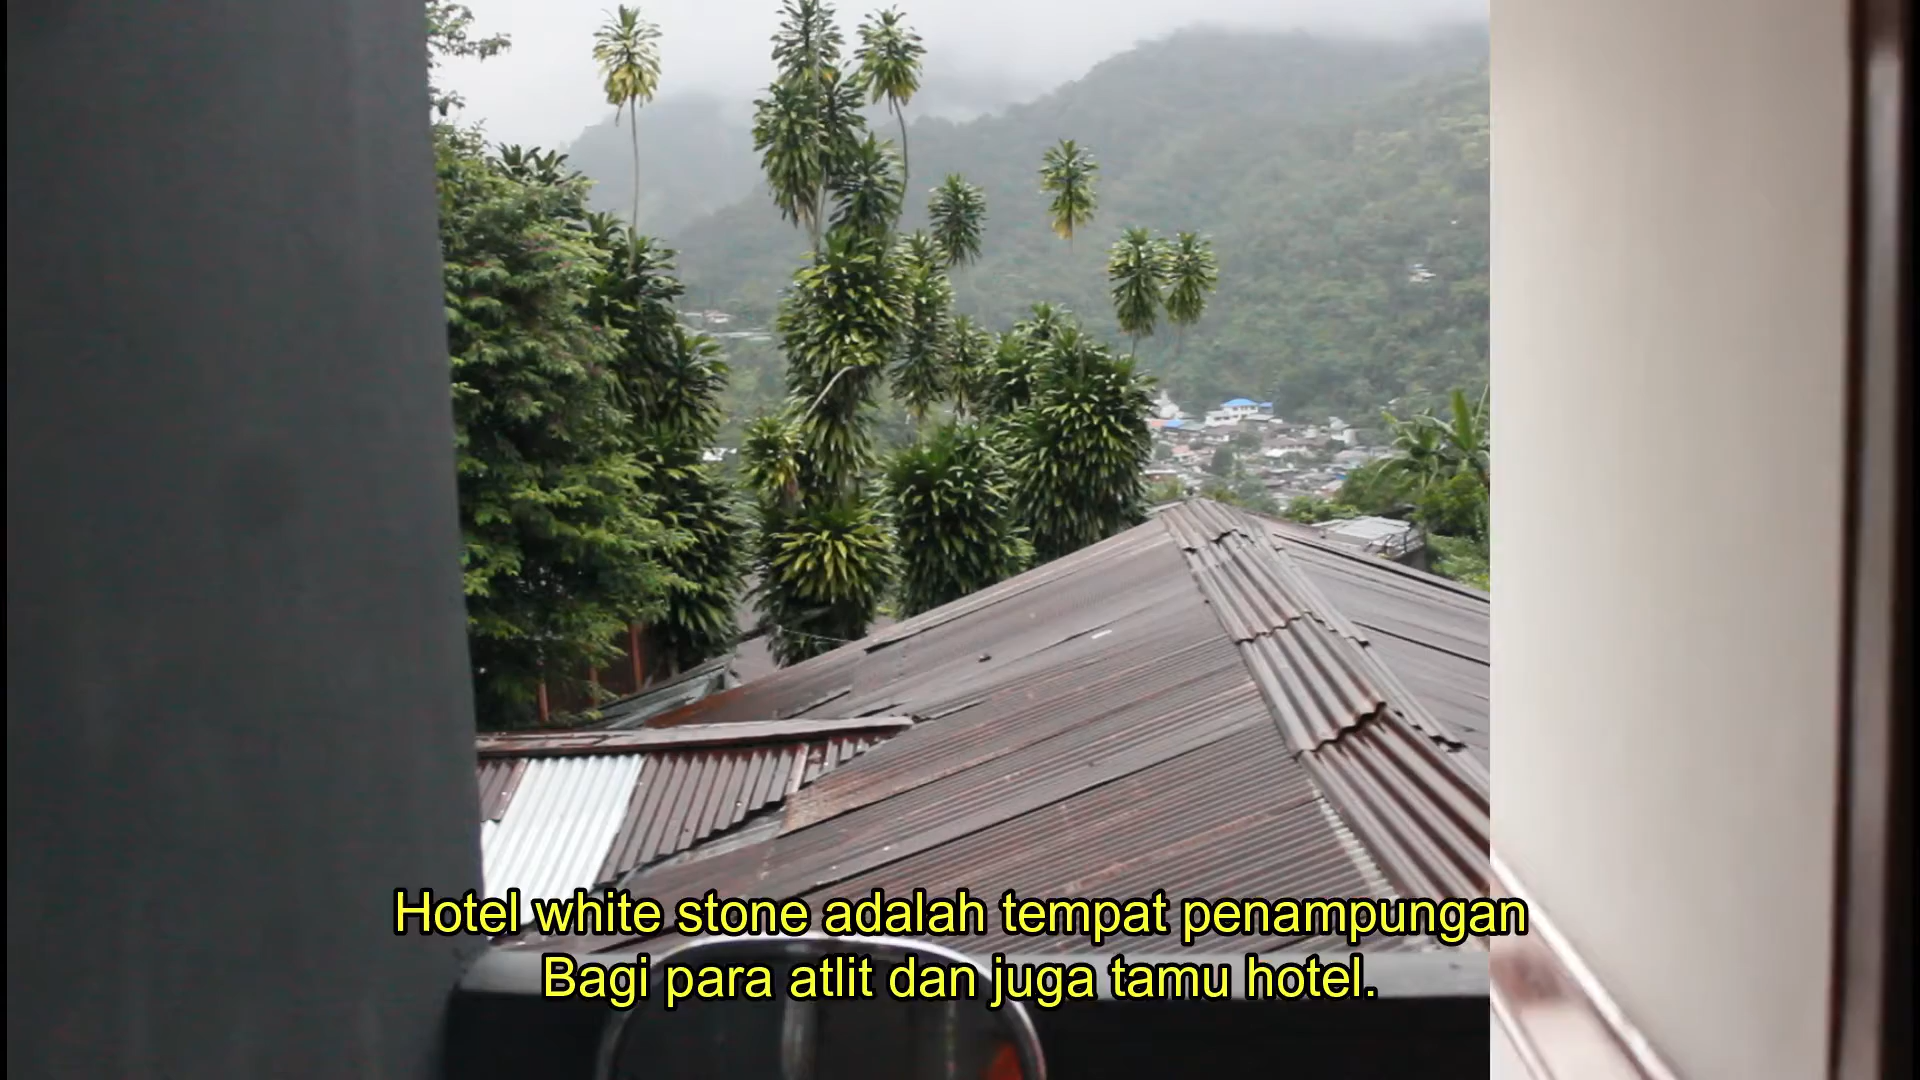 Hotel white stone adalah tempat penampungan
Bagi para atlit dan juga tamu hotel.